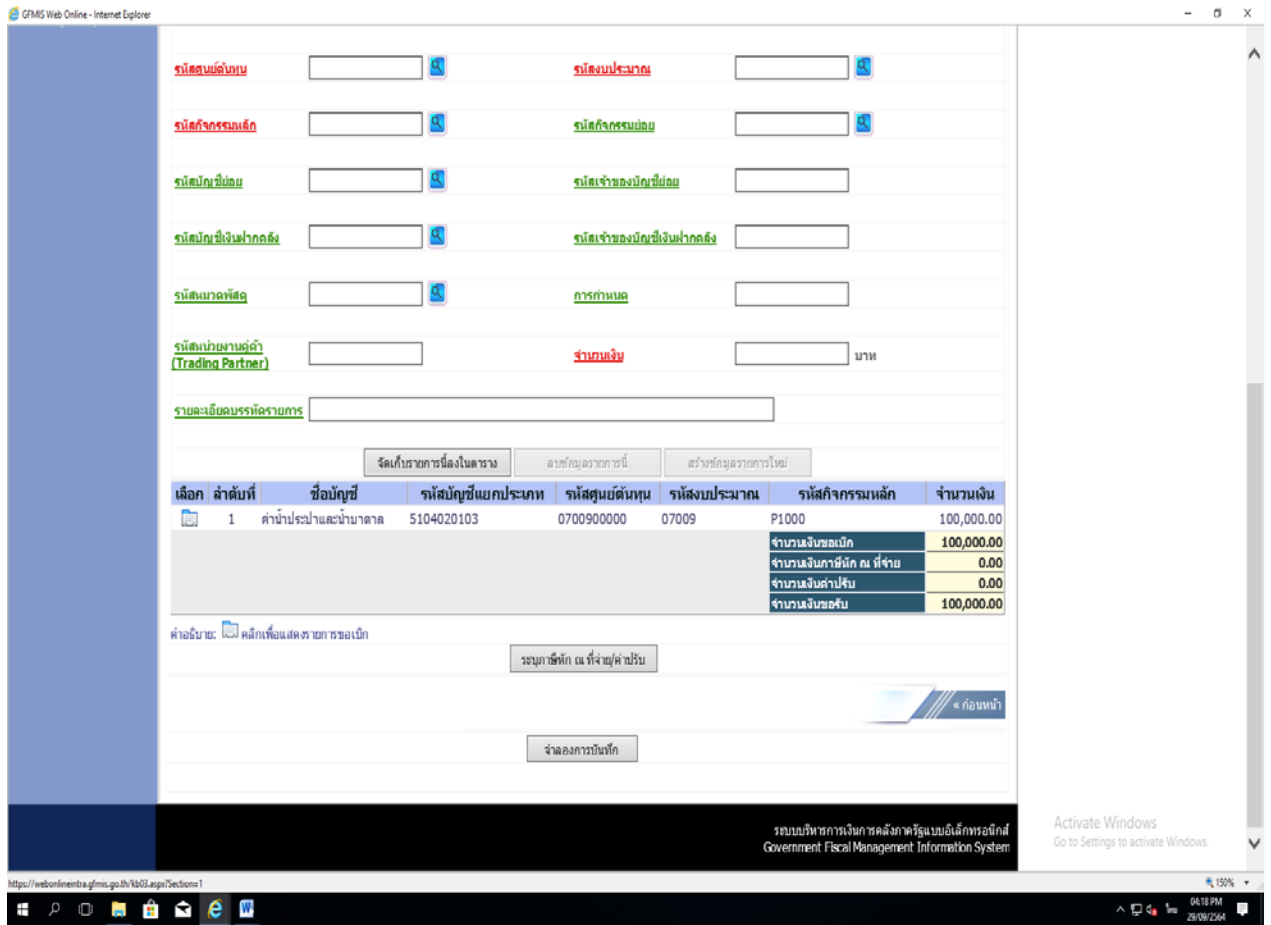 GFMIS Web Online - Internet Explorer
รหัสศูนย์ต้นทุน รหัสงบประมาณ
รหัสกิจกรรมหลัก รหัสกิจกรรมย่อย
รหัสบัญชีย่อย รหัสเจ้าของบัญชีย่อย
รหัสบัญชีเงินฝากคลัง รหัสเจ้าของบัญชีเงินฝากคลัง
รหัสหมวดพัสดุ การกำหนด
รหัสหน่วยงานคู่ค้า
(Trading Partner) จำนวนเงิน บาท
รายละเอียดบรรทัดรายการ
จัดเก็บรายการนี้ลงในตาราง ลบข้อมูลรายการนี้ สร้างข้อมูลรายการใหม่
เลือก ลำดับที่ ชื่อบัญชี รหัสบัญชีแยกประเภท รหัสศูนย์ต้นทุน รหัสงบประมาณ รหัสกิจกรรมหลัก จำนวนเงิน
1 ค่าน้ำประปาและน้ำบาดาล 5104020103 0700900000 07009 P1000 100,000.00
จำนวนเงินขอเบิก 100,000.00
จำนวนเงินภาษีหัก ณ ที่จ่าย 0.00
จำนวนเงินค่าปรับ 0.00
จำนวนเงินขอรับ 100,000.00
คำอธิบาย: คลิกเพื่อแสดงรายการขอเบิก
ระบุภาษีหัก ณ ที่จ่าย/ค่าปรับ
« ก่อนหน้า
จำลองการบันทึก
ระบบบริหารการเงินการคลังภาครัฐแบบอิเล็กทรอนิกส์
Government Fiscal Management Information System
Activate Windows
Go to Settings to activate Windows.
https://webonlineintra.gfmis.go.th/kb03.aspx?Section=1
150%
04:18 PM
ไทย
29/09/2564